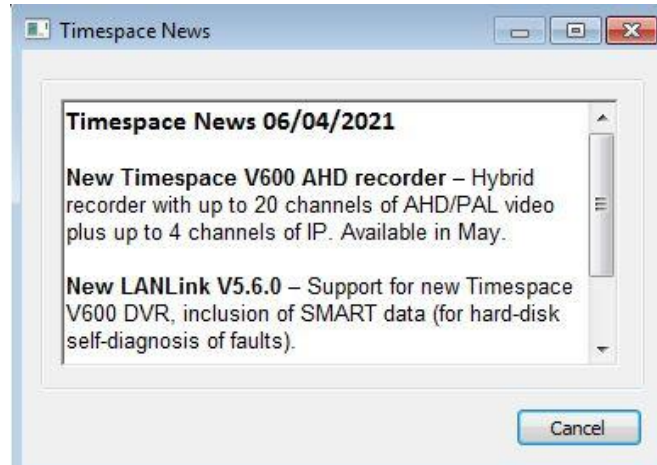 Timespace News
Timespace News 06/04/2021
New Timespace V600 AHD recorder – Hybrid
recorder with up to 20 channels of AHD/PAL video
plus up to 4 channels of IP. Available in May.
New LANLink V5.6.0 – Support for new Timespace
V600 DVR, inclusion of SMART data (for hard-disk
self-diagnosis of faults).
Cancel